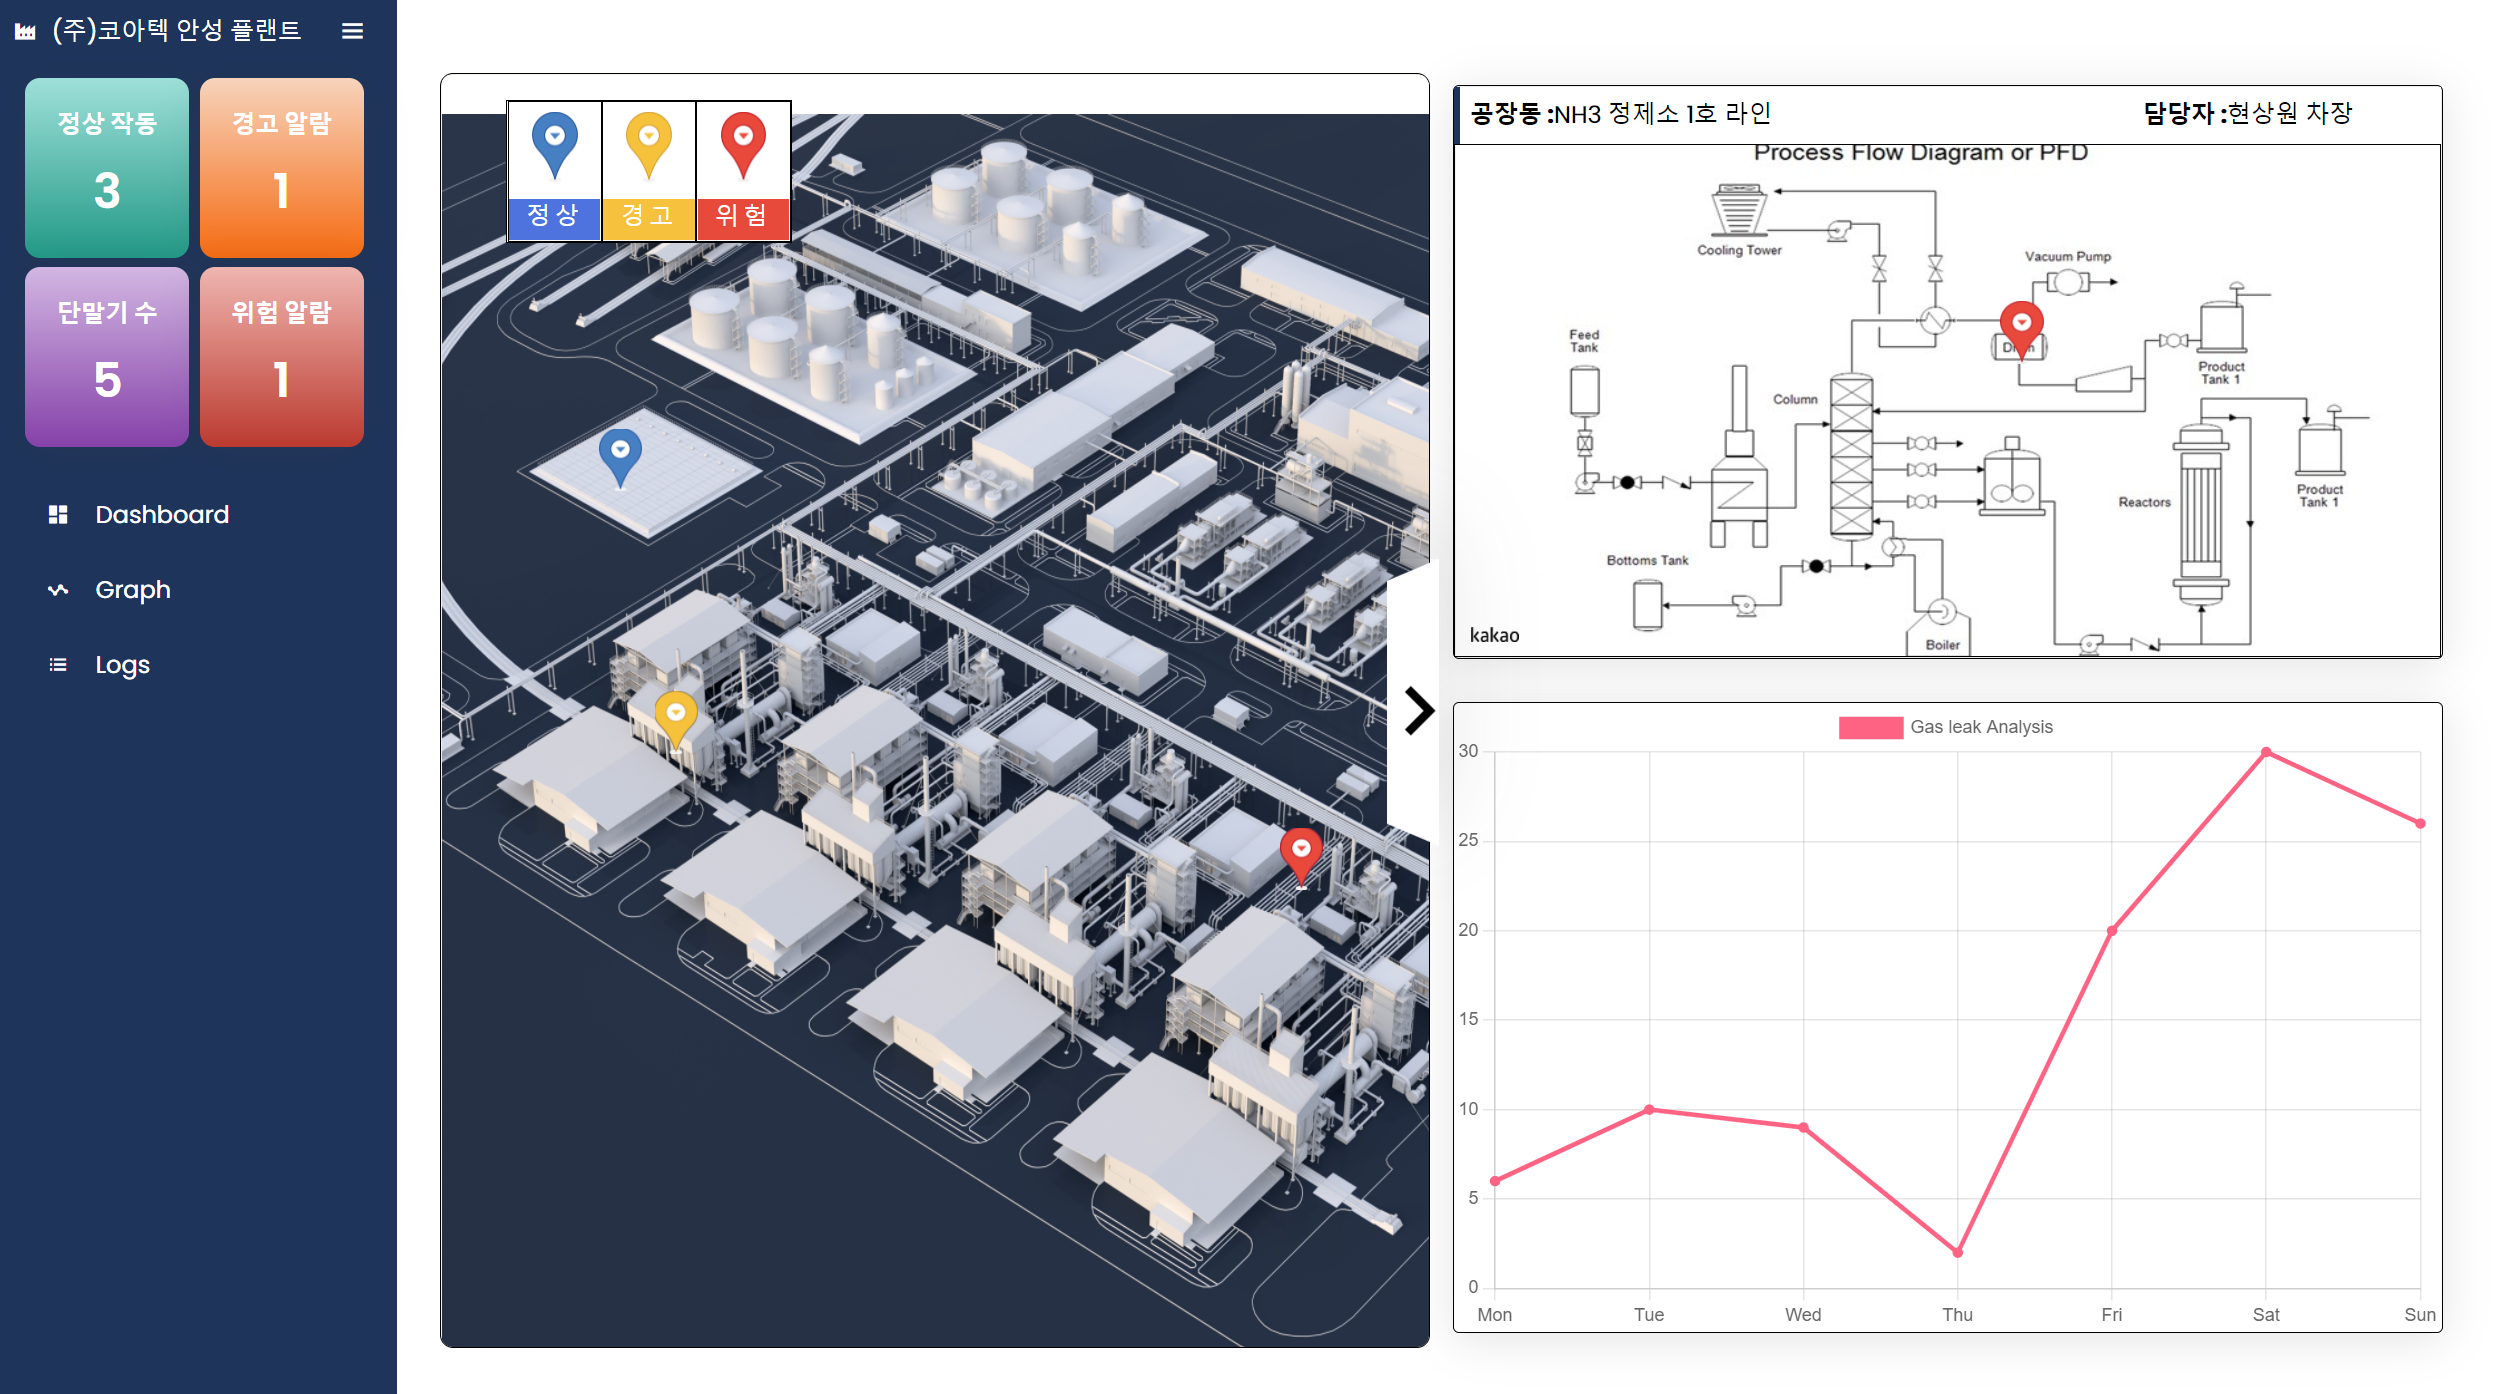 (주)코아텍 안성 플랜트
정상 작동
3
경고 알람
1
단말기 수
5
위험 알람
1
Dashboard
Graph
Logs
정 상
경 고
위 험
공장동 :NH3 정제소 1호 라인
담당자 :현상원 차장
Process Flow Diagram or PFD
Cooling Tower
Vacuum Pump
Feed
Tank
Product
Tank 1
Column
Reactors
Product
Tank 1
Bottoms Tank
Boiler
kakao
Gas leak Analysis
30
25
20
15
10
5
0
Mon
Tue
Wed
Thu
Fri
Sat
Sun